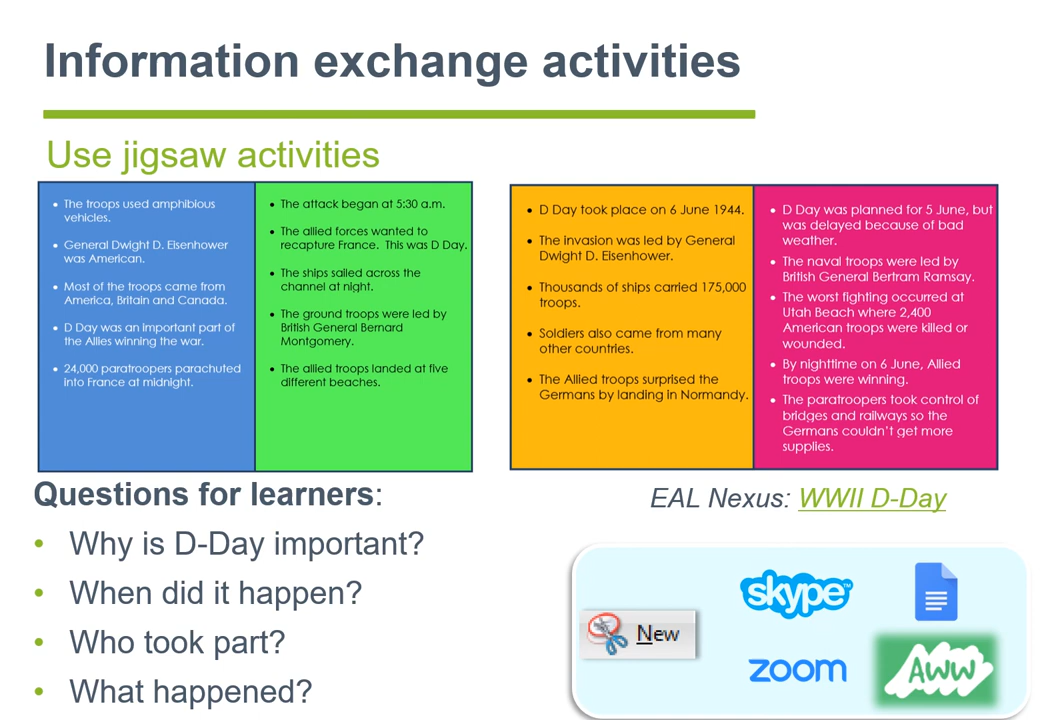 Information exchange activities
Use jigsaw activities
• The troops used amphibious
vehicles.
• General Dwight D. Eisenhower
was American.
• Most of the troops came from
America, Britain and Canada.
• D Day was an important part of
the Allies winning the war.
• 24,000 paratroopers parachuted
into France at midnight.
• The attack began at 5:30 a.m.
• The allied forces wanted to
recapture France. This was D Day.
• The ships sailed across the
channel at night.
• The ground troops were led by
British General Bernard
Montgomery.
• The allied troops landed at five
different beaches.
• D Day took place on 6 June 1944.
• The invasion was led by General
Dwight D. Eisenhower.
• Thousands of ships carried 175,000
troops.
• Soldiers also came from many
other countries.
• The Allied troops surprised the
Germans by landing in Normandy.
• D Day was planned for 5 June, but
was delayed because of bad
weather.
• The naval troops were led by
British General Bertram Ramsay.
• The worst fighting occurred at
Utah Beach where 2,400
American troops were killed or
wounded.
• By nighttime on 6 June, Allied
troops were winning.
• The paratroopers took control of
bridges and railways so the
Germans couldn't get more
supplies.
Questions for learners:
• Why is D-Day important?
• When did it happen?
• Who took part?
• What happened?
EAL Nexus: WWII D-Day
New
skype™
zoom
AWW